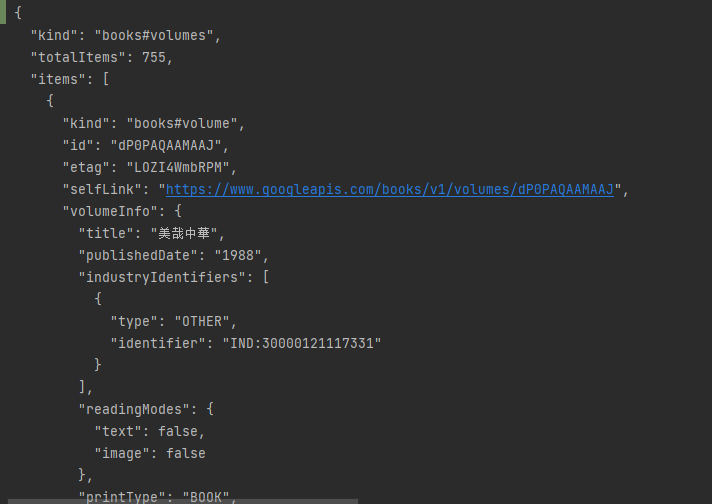 {
"kind": "books#volumes",
"totalItems": 755,
"items": [
{
"kind": "books#volume",
"id": "dP0PAQAAMAAJ",
"etag": "LOZI4WmbRPM",
"selfLink": "https://www.googleapis.com/books/v1/volumes/dP0PAQAAMAAJ",
"volumeInfo": {
"title": "美哉中華",
"publishedDate": "1988",
"industryIdentifiers": [
{
"type": "OTHER",
"identifier": "IND:30000121117331"
}
],
"readingModes": {
"text": false,
"image": false
},
"printType": "BOOK",